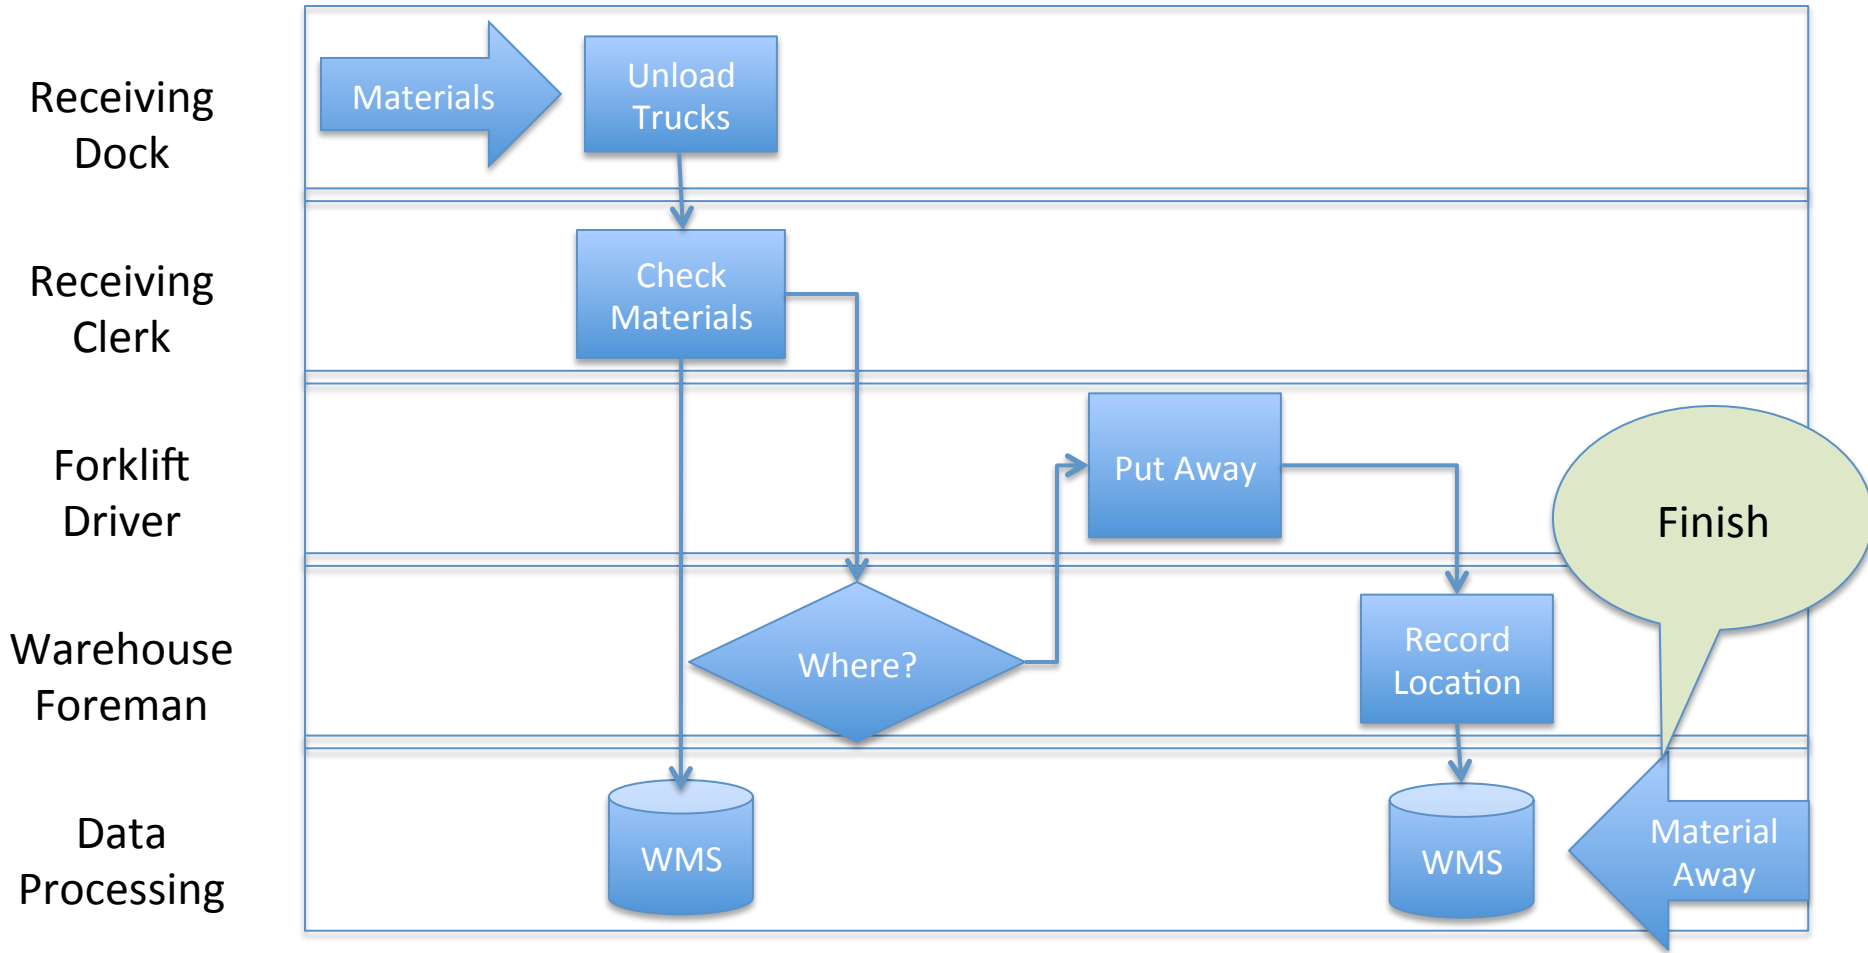 Receiving
Dock
Materials
Unload
Trucks
Receiving
Clerk
Check
Materials
Forklift
Driver
Put Away
Finish
Warehouse
Foreman
Where?
Record
Location
Data
Processing
WMS
WMS
Material
Away